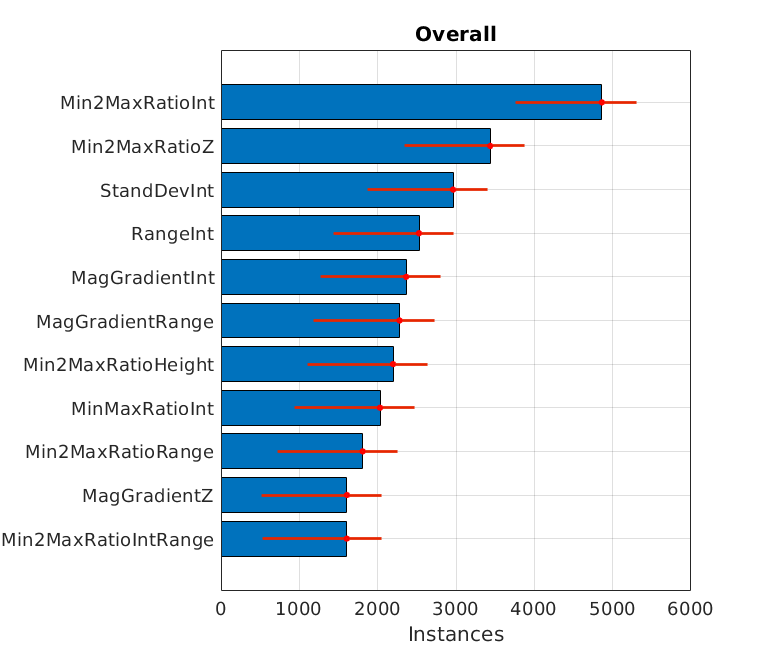 Overall
Min2MaxRatioInt
Min2MaxRatioZ
StandDevInt
RangeInt
MagGradientInt
MagGradientRange
Min2MaxRatioHeight
MinMaxRatioInt
Min2MaxRatioRange
MagGradientZ
Min2MaxRatioIntRange
0 1000 2000 3000 4000 5000 6000
Instances